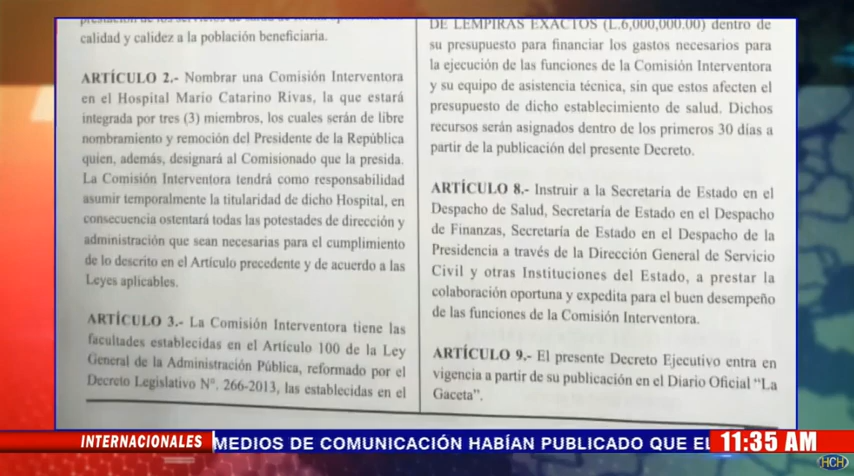 prestación de los servicios de salud de forma
calidad y calidez a la población beneficiaria.
ARTÍCULO 2.- Nombrar una Comisión Interventora
en el Hospital Mario Catarino Rivas, la que estará
integrada por tres (3) miembros, los cuales serán de libre
nombramiento y remoción del Presidente de la República
quien, además, designará al Comisionado que la presida.
La Comisión Interventora tendrá como responsabilidad
asumir temporalmente la titularidad de dicho Hospital, en
consecuencia ostentará todas las potestades de dirección y
administración que sean necesarias para el cumplimiento
de lo descrito en el Artículo precedente y de acuerdo a las
Leyes aplicables.
ARTÍCULO 3.- La Comisión Interventora tiene las
facultades establecidas en el Artículo 100 de la Ley
General de la Administración Pública, reformado por el
Decreto Legislativo Nº. 266-2013, las establecidas en el
DE LEMPIRAS EXACTOS (L.6,000,000.00) dentro de
su presupuesto para financiar los gastos necesarios para
la ejecución de las funciones de la Comisión Interventora
y su equipo de asistencia técnica, sin que estos afecten el
presupuesto de dicho establecimiento de salud. Dichos
recursos serán asignados dentro de los primeros 30 días a
partir de la publicación del presente Decreto.
ARTÍCULO 8.- Instruir a la Secretaría de Estado en el
Despacho de Salud, Secretaría de Estado en el Despacho
de Finanzas, Secretaría de Estado en el Despacho de la
Presidencia a través de la Dirección General de Servicio
Civil y otras Instituciones del Estado, a prestar la
colaboración oportuna y expedita para el buen desempeño
de las funciones de la Comisión Interventora.
ARTÍCULO 9.- El presente Decreto Ejecutivo entra en
vigencia a partir de su publicación en el Diario Oficial “La
Gaceta”.
INTERNACIONALES MEDIOS DE COMUNICACIÓN HABÍAN PUBLICADO QUE EL 11:35 AM
HCH